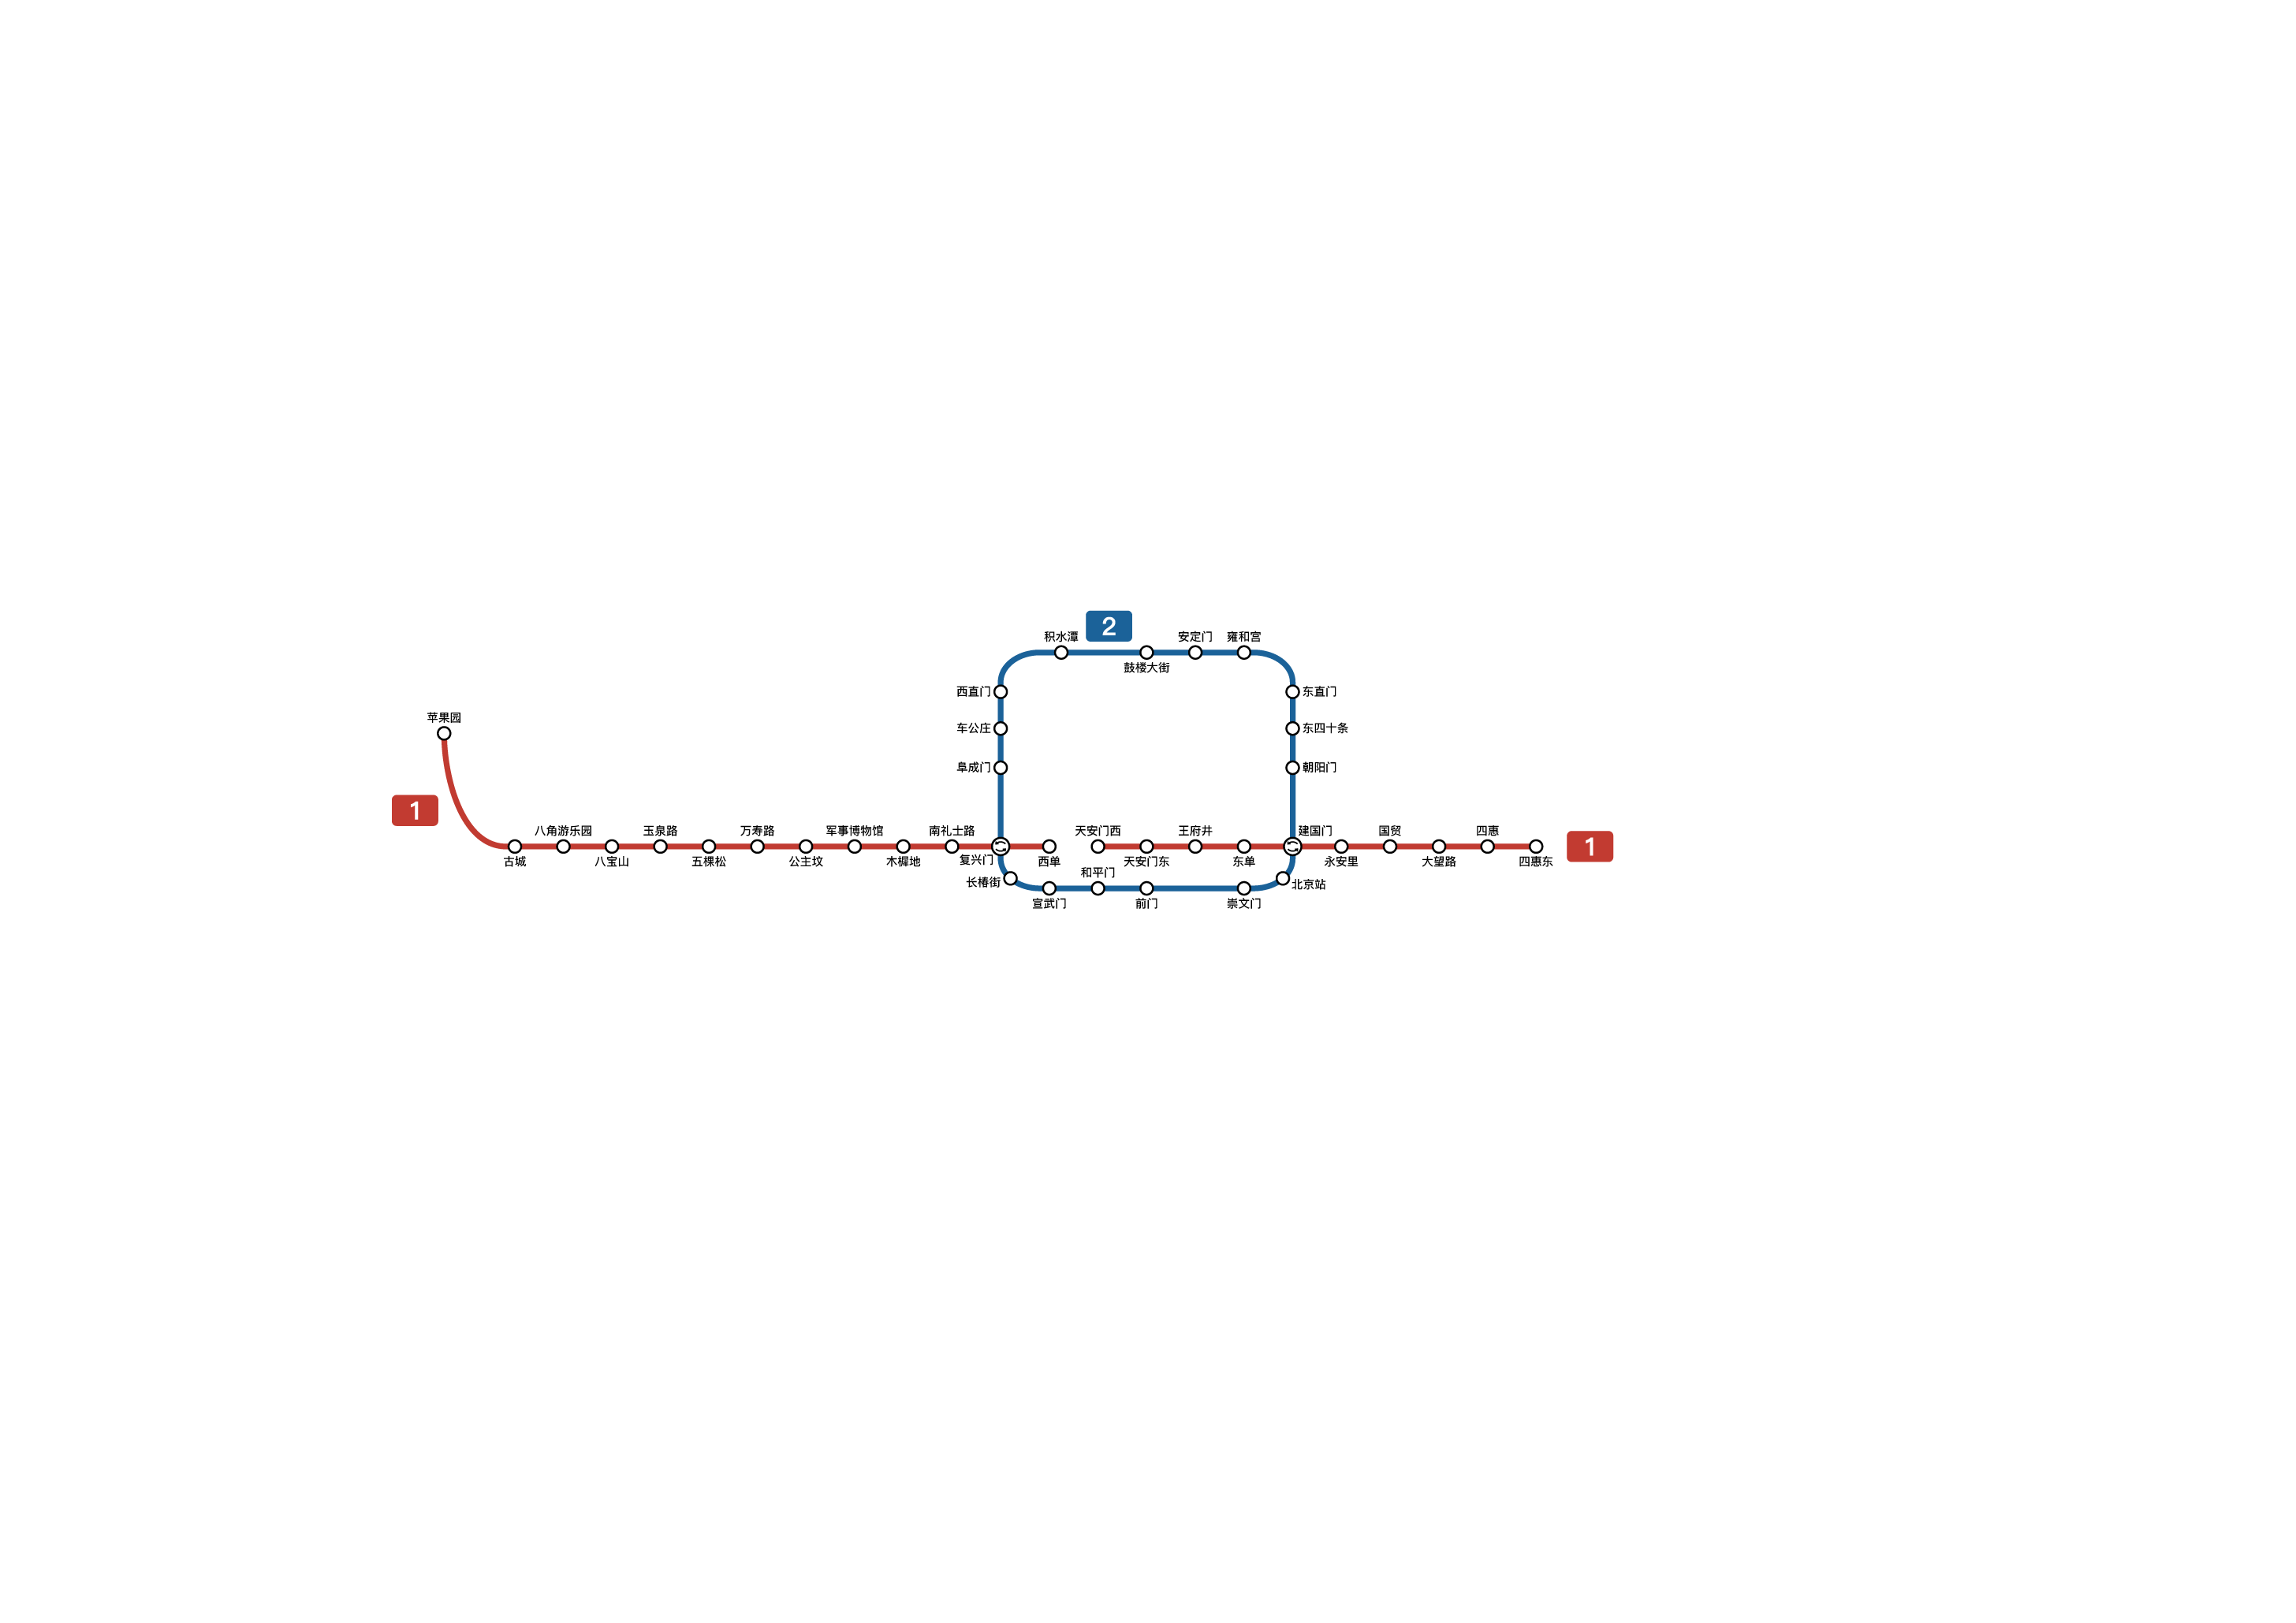 2
积水潭
安定门
雍和宫
鼓楼大街
西直门
东直门
苹果园
车公庄
东四十条
阜成门
朝阳门
1
八角游乐园
玉泉路
万寿路
军事博物馆
南礼士路
天安门西
王府井
建国门
国贸
四惠
1
古城
八宝山
五棵松
公主坟
木樨地
复兴门
西单
天安门东
东单
永安里
大望路
四惠东
和平门
长椿街
北京站
宣武门
前门
崇文门